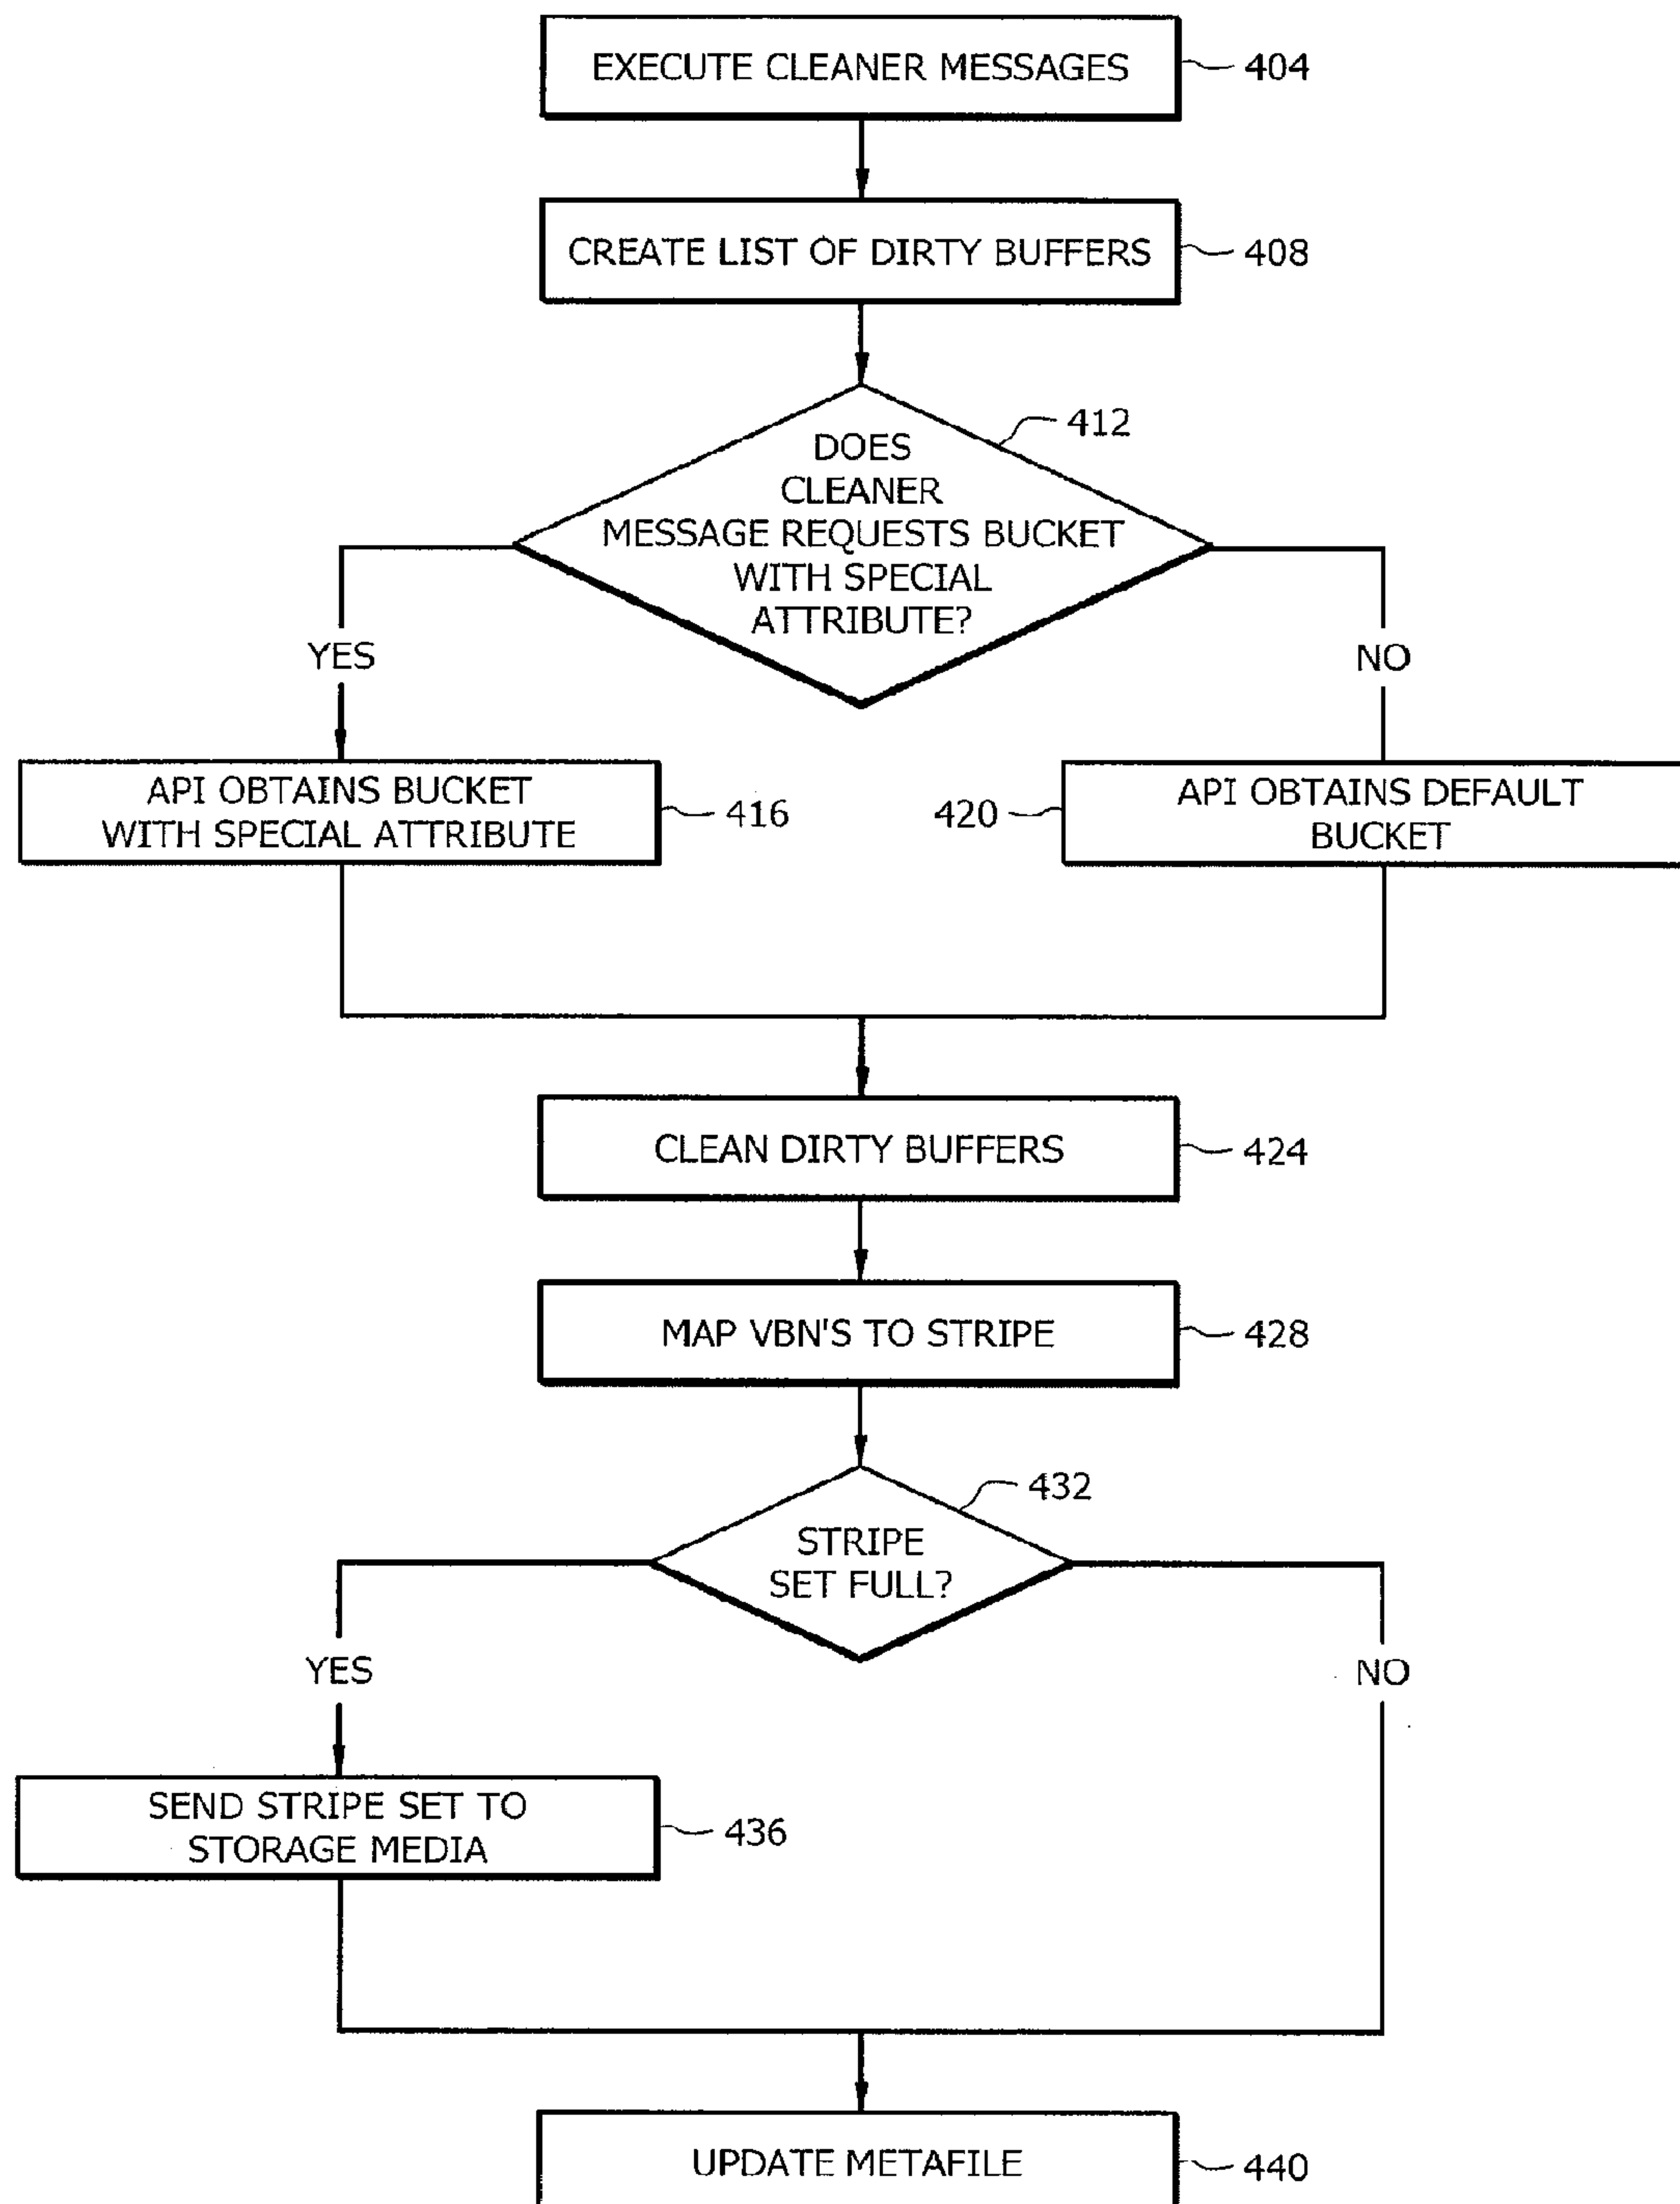 EXECUTE CLEANER MESSAGES
404
CREATE LIST OF DIRTY BUFFERS
408
412
DOES
CLEANER
MESSAGE REQUESTS BUCKET
WITH SPECIAL
ATTRIBUTE?
YES
NO
API OBTAINS BUCKET
WITH SPECIAL ATTRIBUTE
416
420
API OBTAINS DEFAULT
BUCKET
CLEAN DIRTY BUFFERS
424
MAP VBN'S TO STRIPE
428
432
STRIPE
SET FULL?
YES
NO
SEND STRIPE SET TO
STORAGE MEDIA
436
UPDATE METAFILE
440